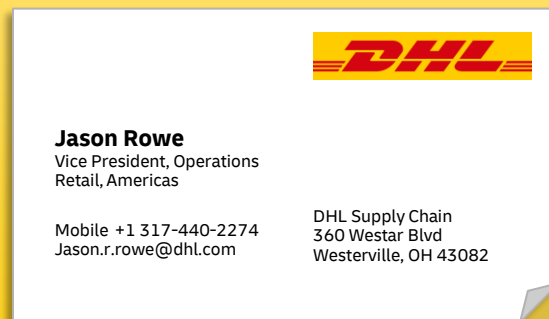 DHL
Jason Rowe
Vice President, Operations
Retail, Americas
Mobile +1 317-440-2274
Jason.r.rowe@dhl.com
DHL Supply Chain
360 Westar Blvd
Westerville, OH 43082